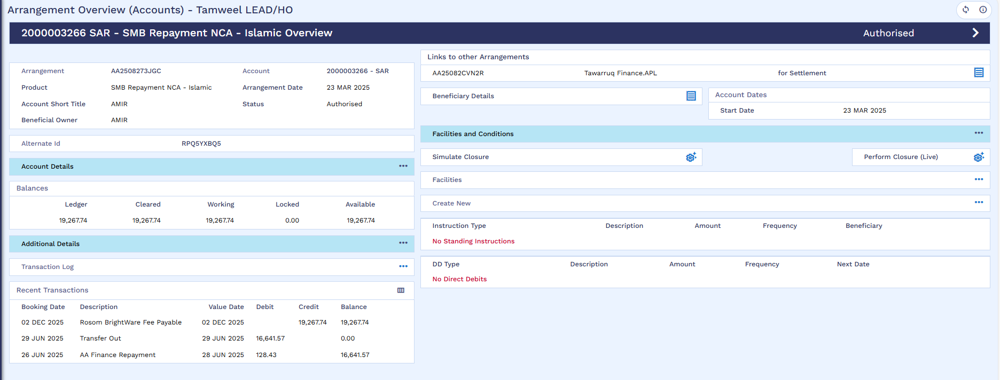 Arrangement Overview (Accounts) - Tamweel LEAD/HO
2000003266 SAR - SMB Repayment NCA - Islamic Overview Authorised
Arrangement AA2508273JGC Account 2000003266 - SAR
Product SMB Repayment NCA - Islamic Arrangement Date 23 MAR 2025
Account Short Title AMIR Status Authorised
Beneficial Owner AMIR
Alternate Id RPQ5YXBQ5
Account Details
Balances
Ledger Cleared Working Locked Available
19,267.74 19,267.74 19,267.74 0.00 19,267.74
Additional Details
Transaction Log
Recent Transactions
Booking Date Description Value Date Debit Credit Balance
02 DEC 2025 Rosom BrightWare Fee Payable 02 DEC 2025 19,267.74 19,267.74
29 JUN 2025 Transfer Out 29 JUN 2025 16,641.57 0.00
26 JUN 2025 AA Finance Repayment 28 JUN 2025 128.43 16,641.57
Links to other Arrangements
AA25082CVN2R Tawarruq Finance.APL for Settlement
Beneficiary Details
Account Dates
Start Date 23 MAR 2025
Facilities and Conditions
Simulate Closure Perform Closure (Live)
Facilities
Create New
Instruction Type Description Amount Frequency Beneficiary
No Standing Instructions
DD Type Description Amount Frequency Next Date
No Direct Debits